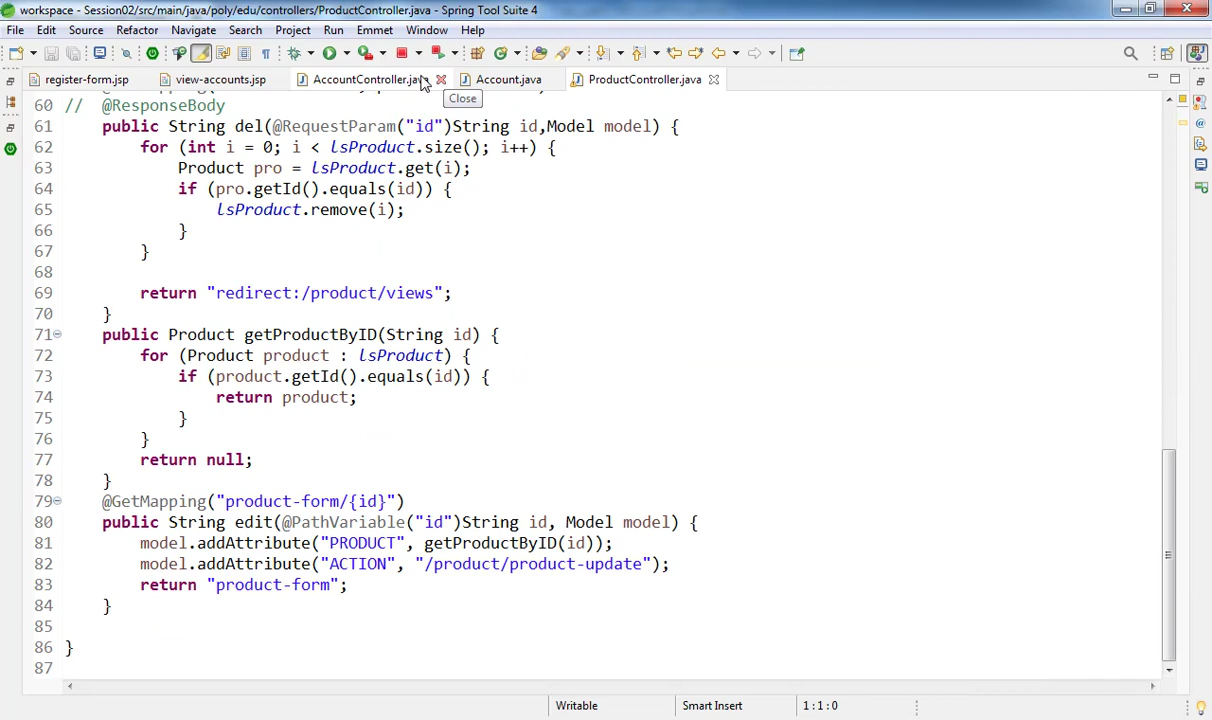 workspace - Session02/src/main/java/poly/edu/controllers/ProductController.java - Spring Tool Suite 4
File Edit Source Refactor Navigate Search Project Run Emmet Window Help
register-form.jsp view-accounts.jsp AccountController.java Account.java ProductController.java
Close
60 // @ResponseBody
61 public String del(@RequestParam("id")String id,Model model) {
62 for (int i = 0; i < lsProduct.size(); i++) {
63 Product pro = lsProduct.get(i);
64 if (pro.getId().equals(id)) {
65 lsProduct.remove(i);
66 }
67 }
68
69 return "redirect:/product/views";
70 }
71 public Product getProductByID(String id) {
72 for (Product product : lsProduct) {
73 if (product.getId().equals(id)) {
74 return product;
75 }
76 }
77 return null;
78 }
79 @GetMapping("product-form/{id}")
80 public String edit(@PathVariable("id")String id, Model model) {
81 model.addAttribute("PRODUCT", getProductByID(id));
82 model.addAttribute("ACTION", "/product/product-update");
83 return "product-form";
84 }
85
86 }
87
Writable Smart Insert 1:1:0